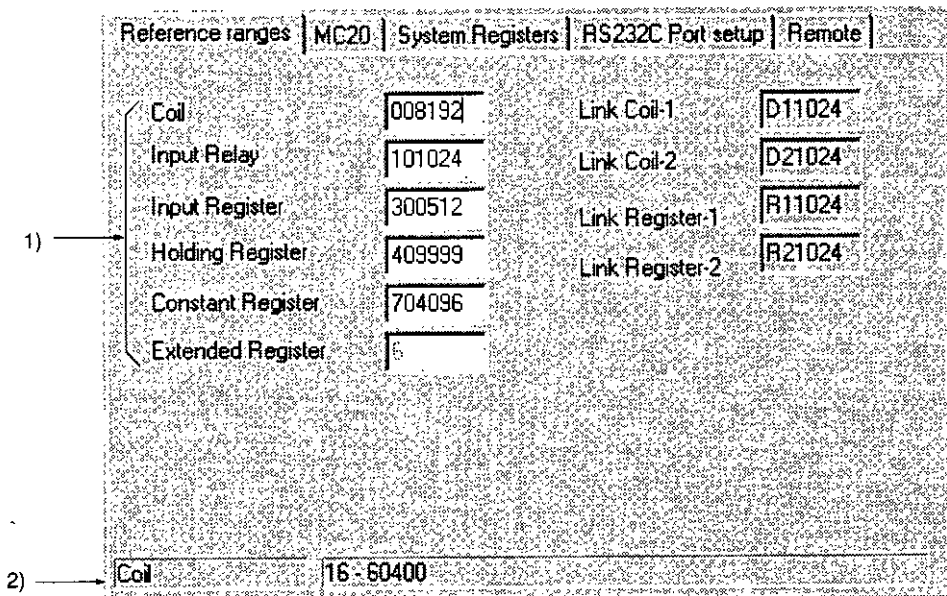 Reference ranges MC20 System Registers RS232C Port setup Remote
Coil 008192 Link Coil-1 D11024
Input Relay 101024 Link Coil-2 D21024
Input Register 300512 Link Register-1 R11024
1)
Holding Register 409999 Link Register-2 R21024
Constant Register 704096
Extended Register 6
2) Coil 16 - 60400